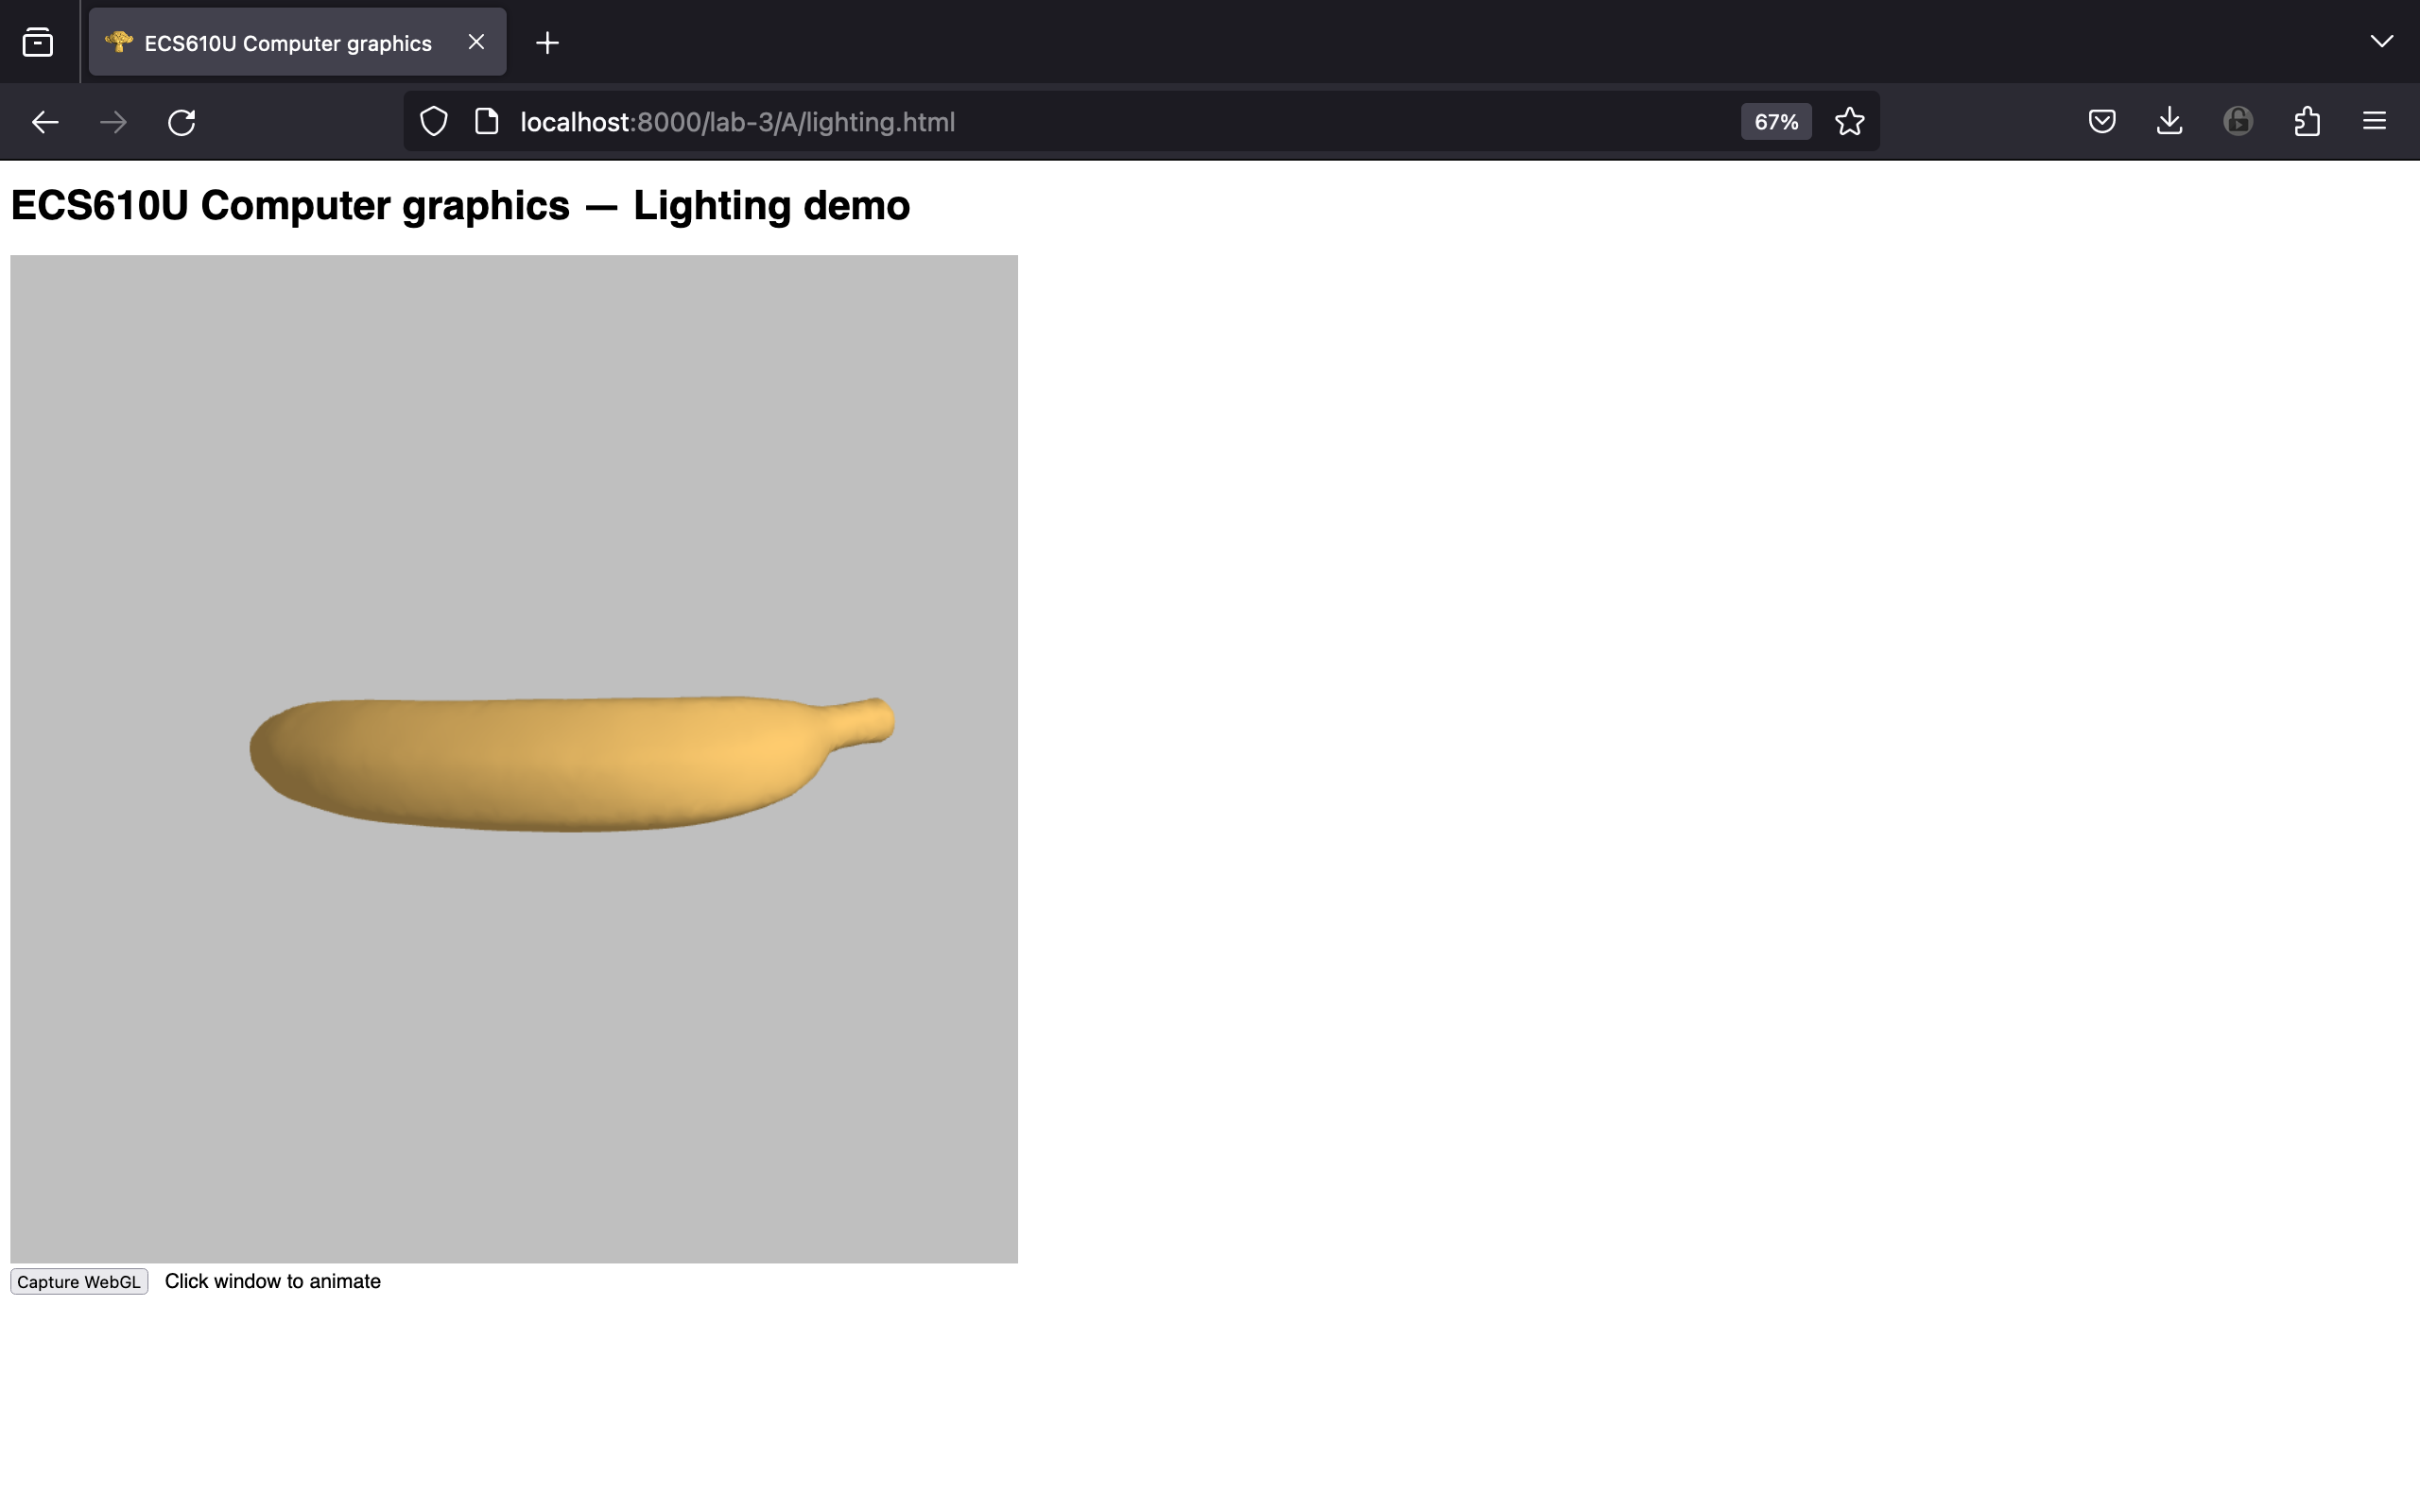 ECS610U Computer graphics
localhost:8000/lab-3/A/lighting.html
67%
ECS610U Computer graphics — Lighting demo
Capture WebGL
Click window to animate